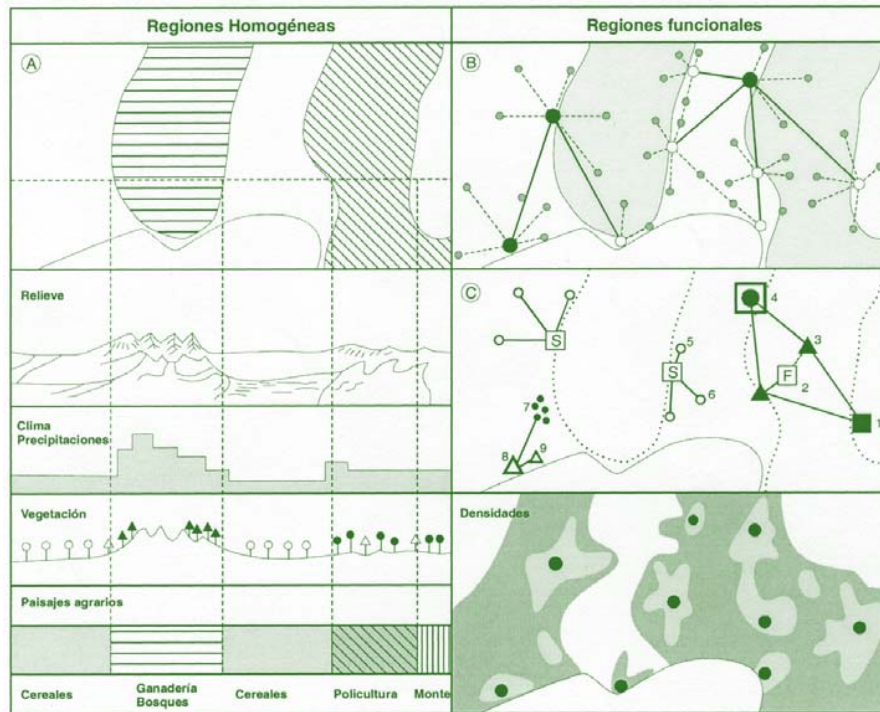 Regiones Homogéneas
Regiones funcionales
A
B
Relieve
C
4
S
3
5
S
F
2
6
7
1
8
9
Clima
Precipitaciones
Vegetación
Densidades
Paisajes agrarios
Cereales
Ganadería
Bosques
Cereales
Policultura
Monte